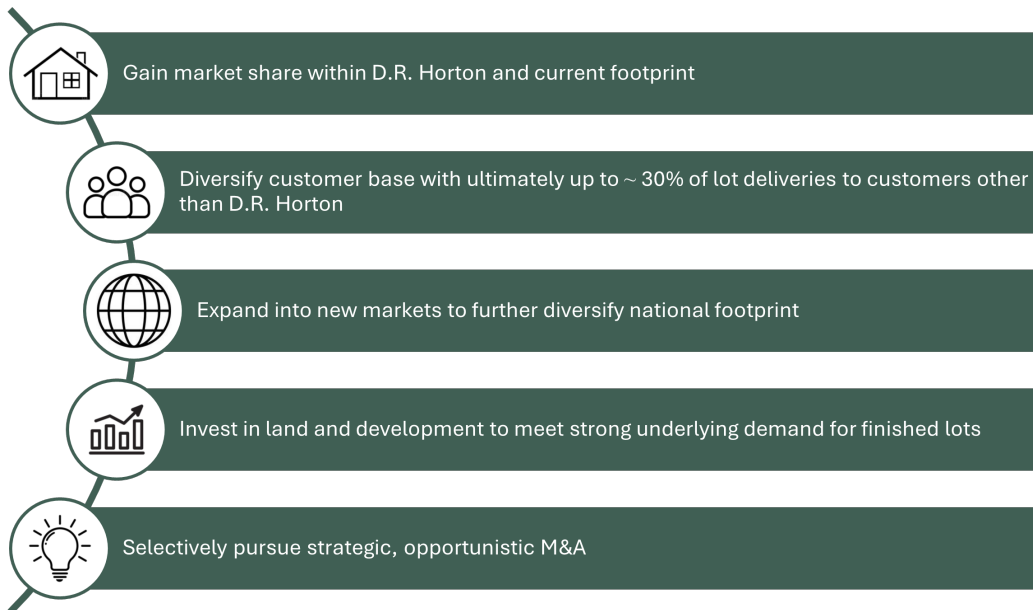 Gain market share within D.R. Horton and current footprint
Diversify customer base with ultimately up to ~ 30% of lot deliveries to customers other
than D.R. Horton
Expand into new markets to further diversify national footprint
Invest in land and development to meet strong underlying demand for finished lots
Selectively pursue strategic, opportunistic M&A